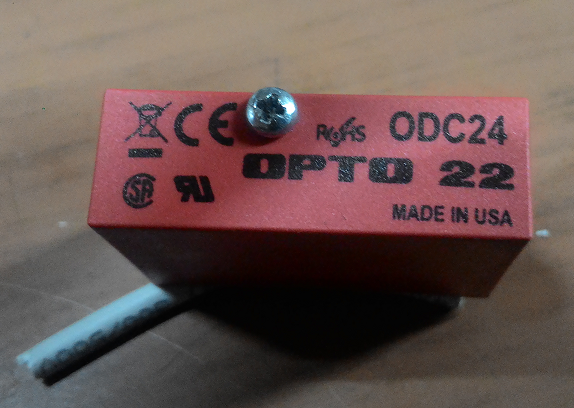 CE RoHS ODC24
OPTO 22
MADE IN USA